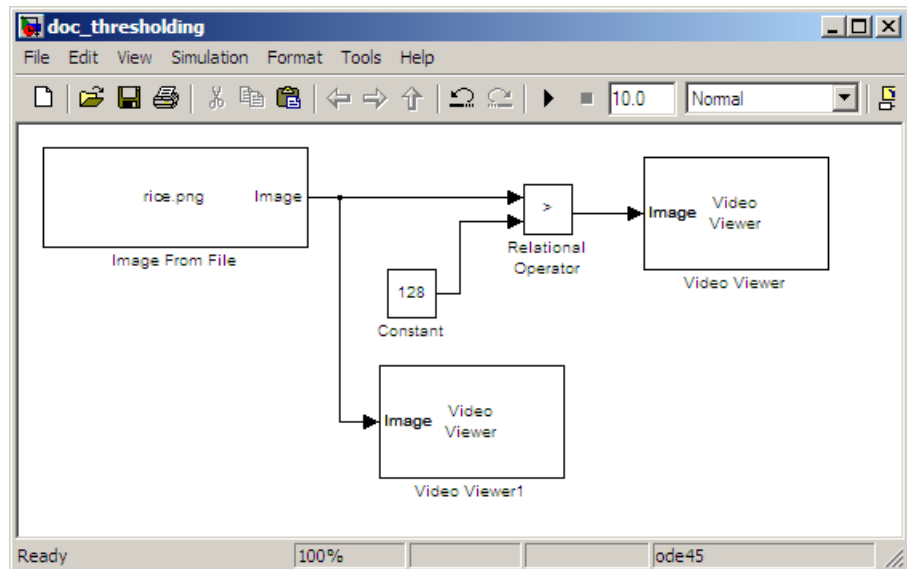 doc_thresholding
File Edit View Simulation Format Tools Help
10.0 Normal
rice.png Image
Image From File
>
Relational
Operator
Image Video
Viewer
Video Viewer
128
Constant
Image Video
Viewer
Video Viewer1
Ready 100% ode45